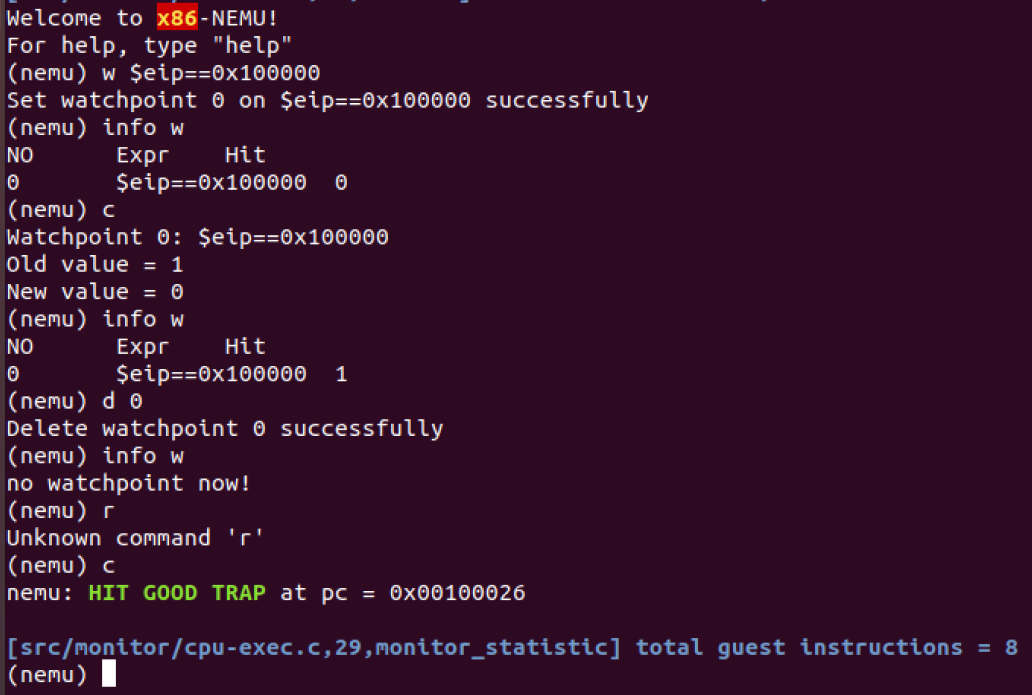 Welcome to x86-NEMU!
For help, type "help"
(nemu) w $eip==0x100000
Set watchpoint 0 on $eip==0x100000 successfully
(nemu) info w
NO      Expr    Hit
0       $eip==0x100000  0
(nemu) c
Watchpoint 0: $eip==0x100000
Old value = 1
New value = 0
(nemu) info w
NO      Expr    Hit
0       $eip==0x100000  1
(nemu) d 0
Delete watchpoint 0 successfully
(nemu) info w
no watchpoint now!
(nemu) r
Unknown command 'r'
(nemu) c
nemu: HIT GOOD TRAP at pc = 0x00100026
[src/monitor/cpu-exec.c,29,monitor_statistic] total guest instructions = 8
(nemu)